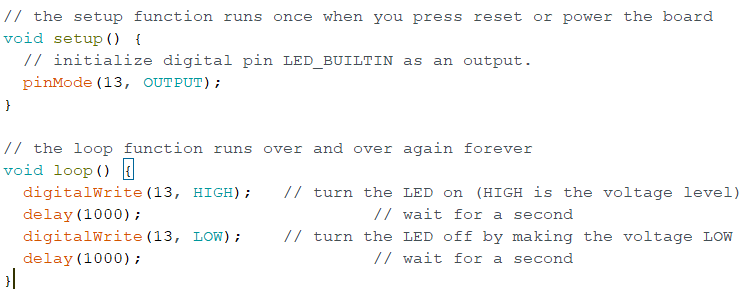 // the setup function runs once when you press reset or power the board
void setup() {
  // initialize digital pin LED_BUILTIN as an output.
  pinMode(13, OUTPUT);
}

// the loop function runs over and over again forever
void loop() {
  digitalWrite(13, HIGH);   // turn the LED on (HIGH is the voltage level)
  delay(1000);                       // wait for a second
  digitalWrite(13, LOW);    // turn the LED off by making the voltage LOW
  delay(1000);                       // wait for a second
}